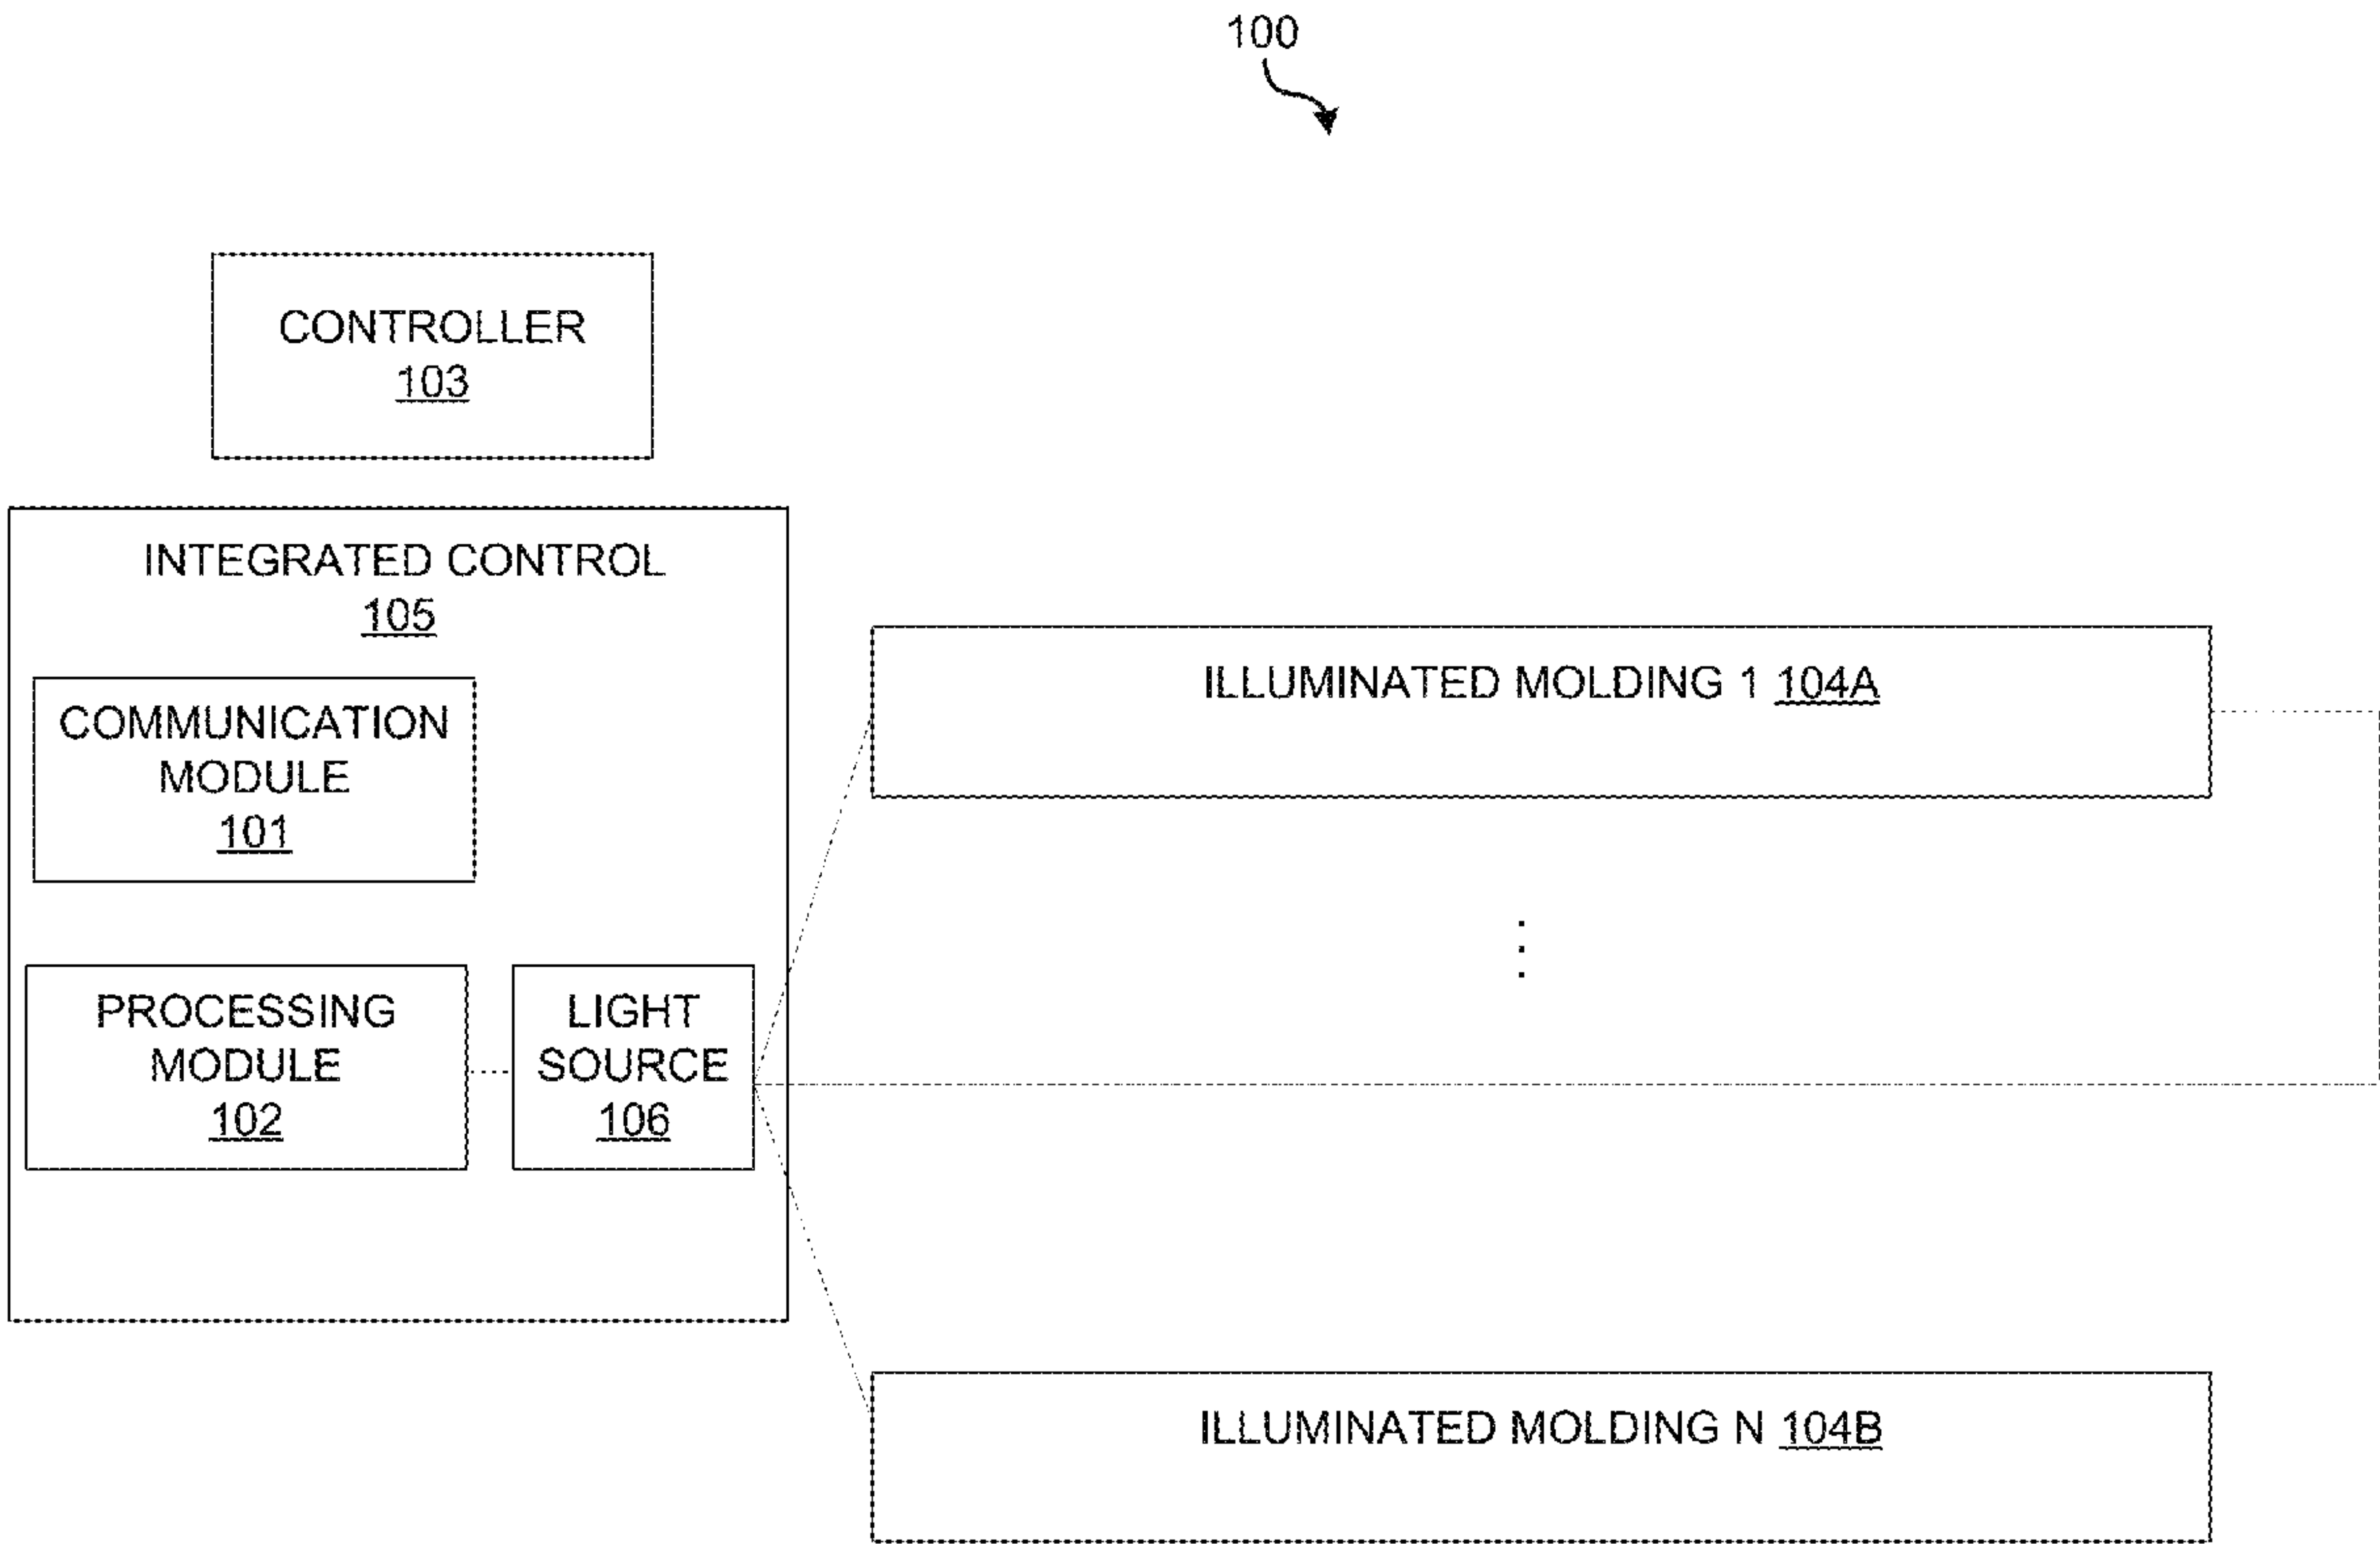 100
CONTROLLER
103
INTEGRATED CONTROL
105
COMMUNICATION
MODULE
101
PROCESSING
MODULE
102
LIGHT
SOURCE
106
ILLUMINATED MOLDING 1 104A
ILLUMINATED MOLDING N 104B